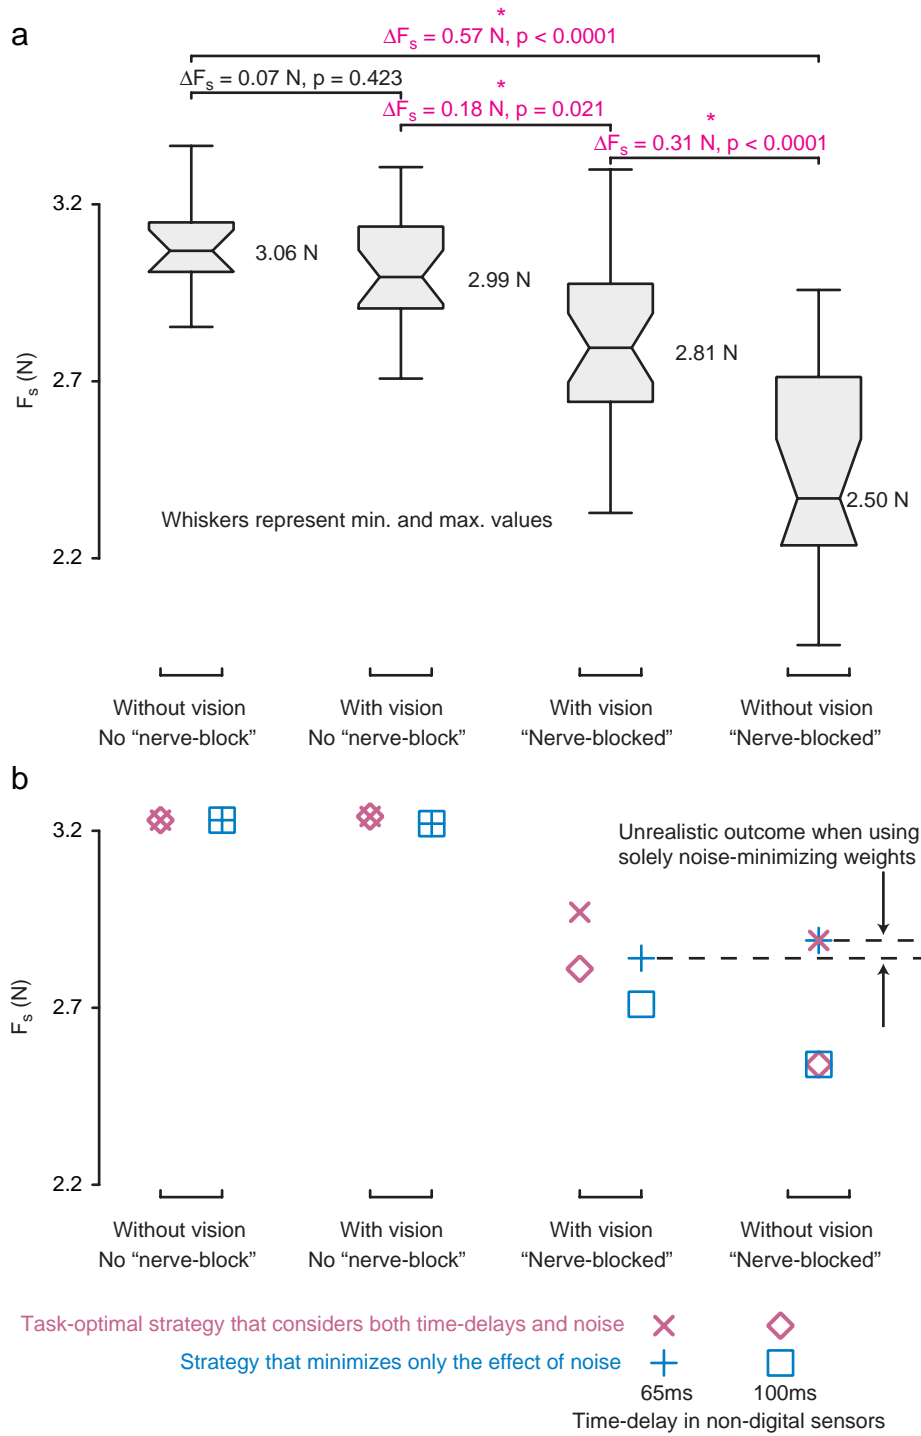 a
*
ΔFs = 0.57 N, p < 0.0001
ΔFs = 0.07 N, p = 0.423
*
ΔFs = 0.18 N, p = 0.021
*
ΔFs = 0.31 N, p < 0.0001
3.2
3.06 N
2.99 N
2.81 N
2.7
Fs (N)
2.50 N
Whiskers represent min. and max. values
2.2
Without vision
No “nerve-block”
With vision
No “nerve-block”
With vision
“Nerve-blocked”
Without vision
“Nerve-blocked”
b
3.2
Unrealistic outcome when using
solely noise-minimizing weights
2.7
Fs (N)
2.2
Without vision
No “nerve-block”
With vision
No “nerve-block”
With vision
“Nerve-blocked”
Without vision
“Nerve-blocked”
Task-optimal strategy that considers both time-delays and noise
Strategy that minimizes only the effect of noise
65ms
100ms
Time-delay in non-digital sensors